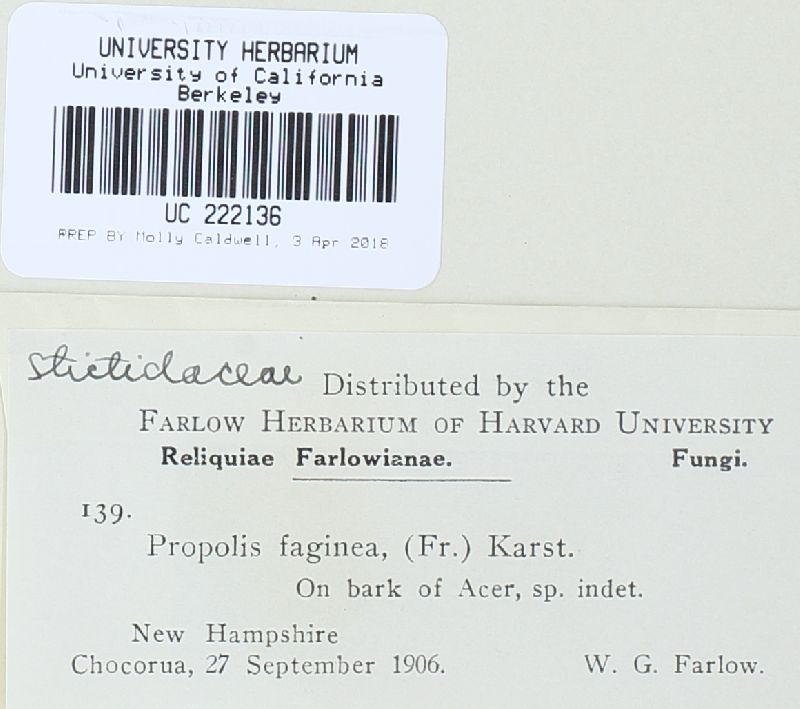 UNIVERSITY HERBARIUM
University of California
Berkeley
UC 222136
PREP BY Molly Caldwell, 3 Apr 2018
Stictidaceae
Distributed by the
FARLOW HERBARIUM OF HARVARD UNIVERSITY
Reliquiae Farlowianae. Fungi.
139.
Propolis faginea, (Fr.) Karst.
On bark of Acer, sp. indet.
New Hampshire
Chocorua, 27 September 1906. W. G. Farlow.